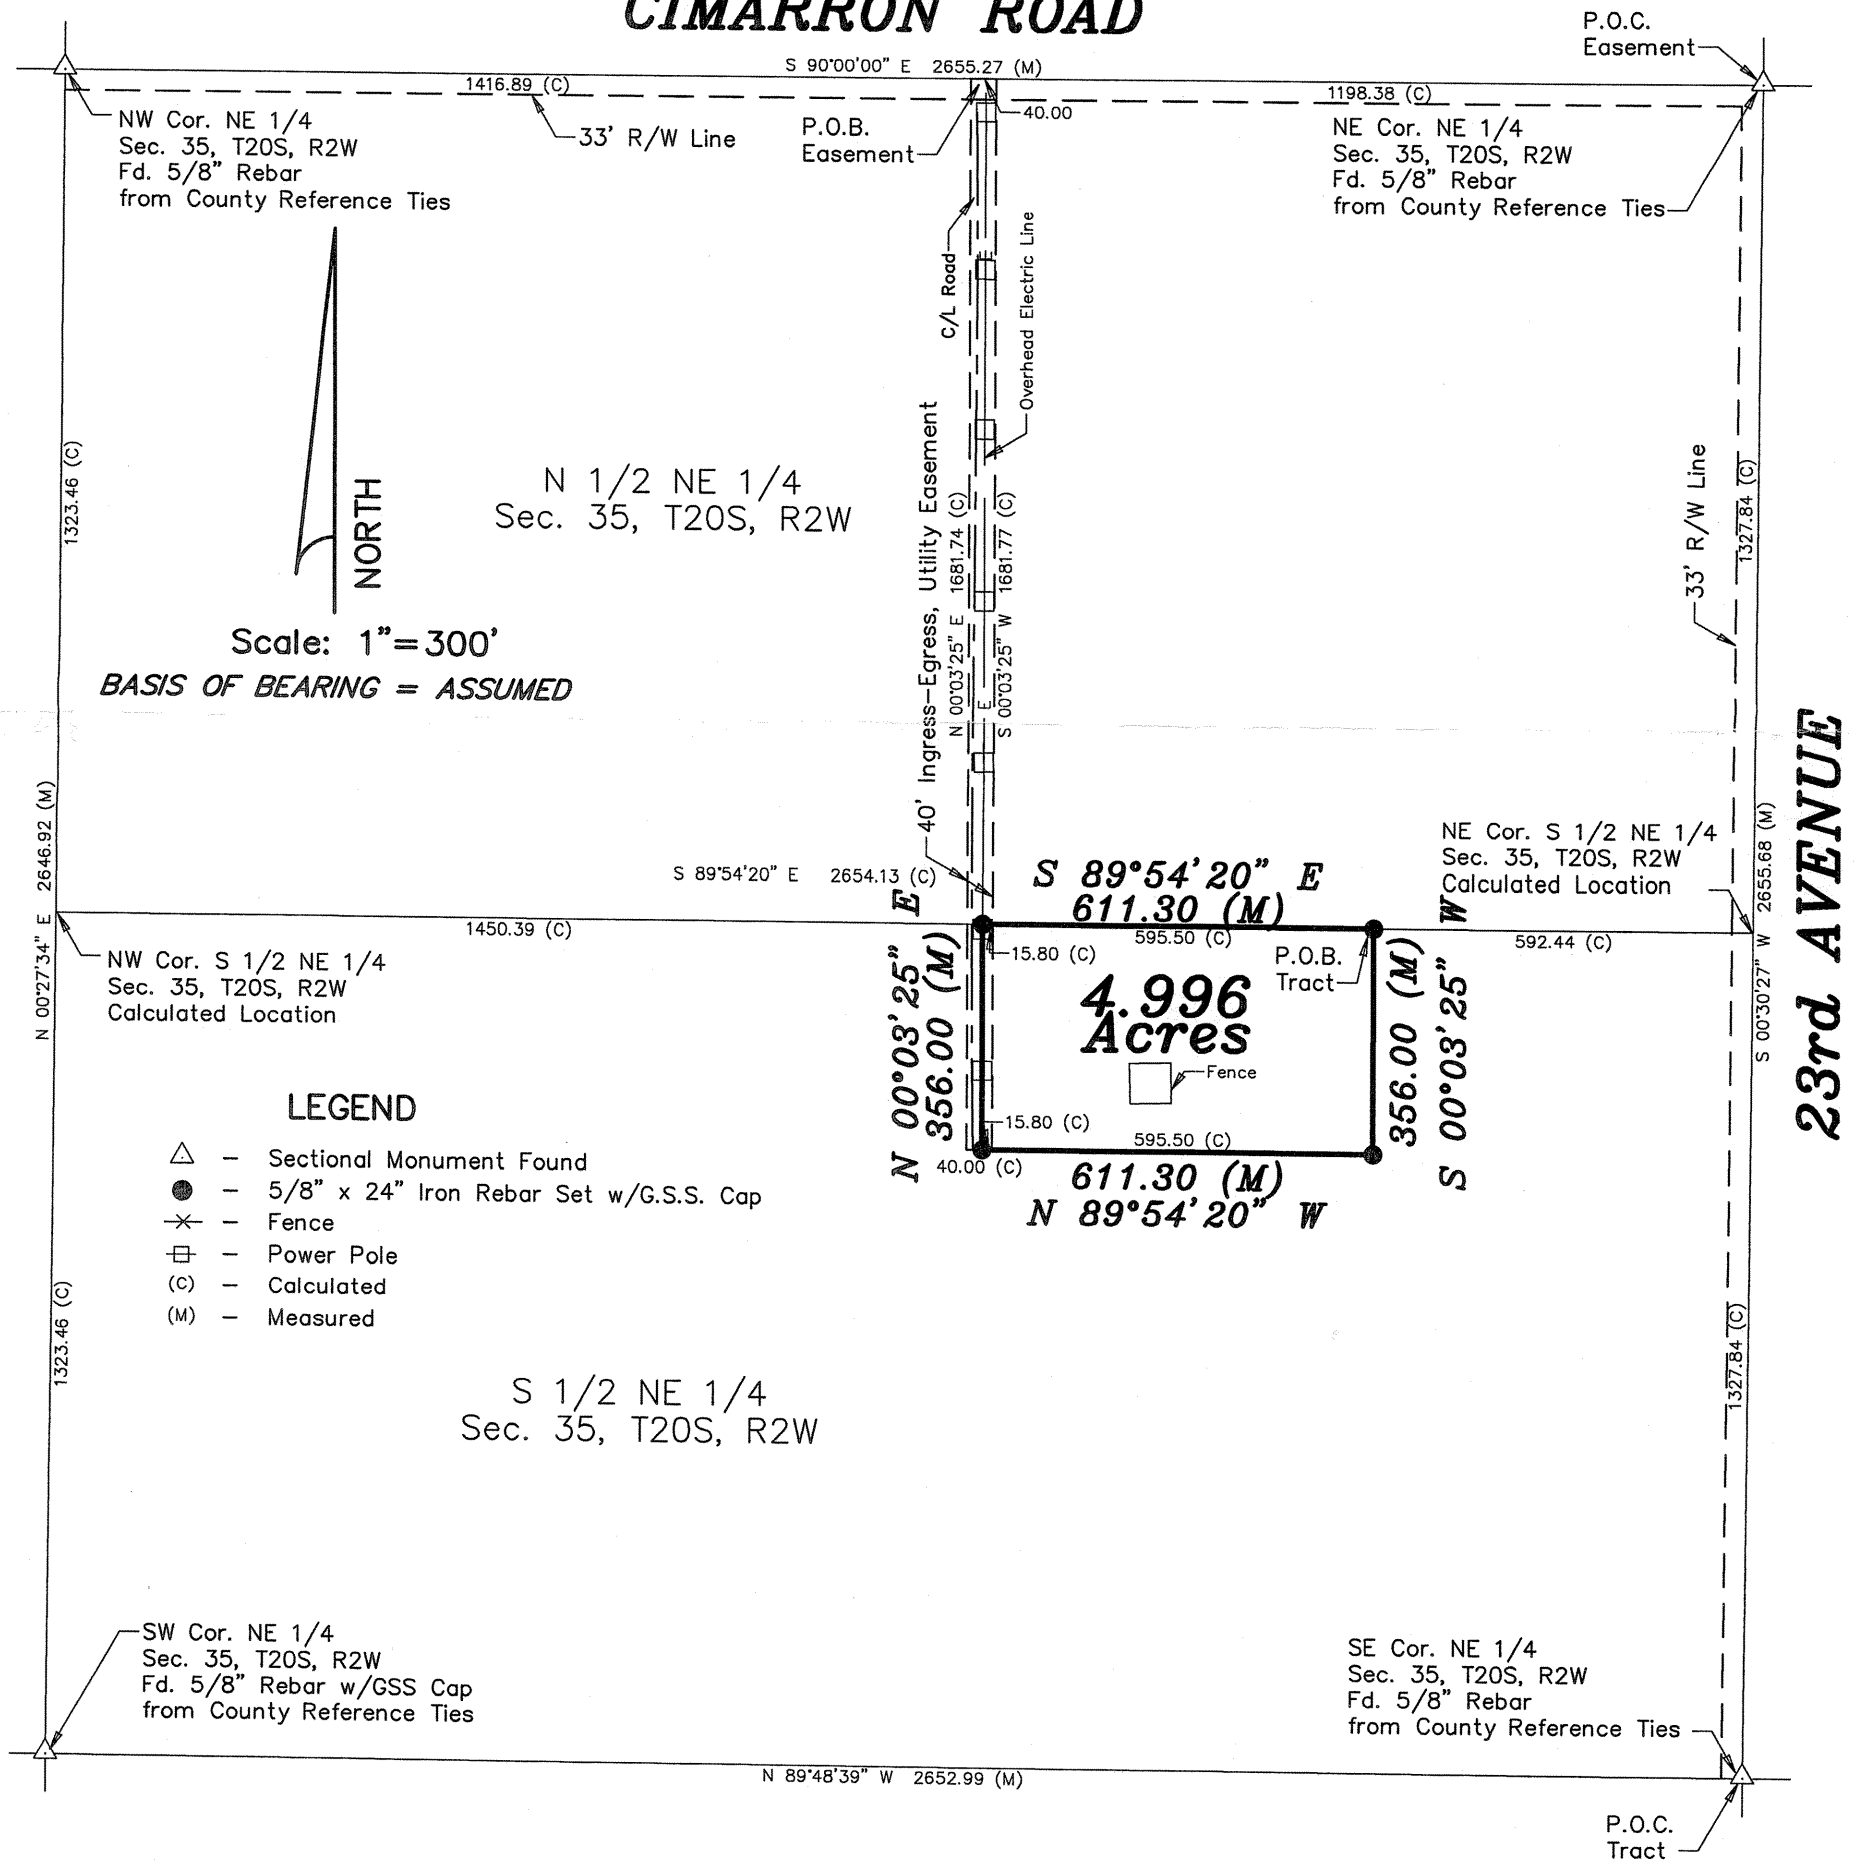 CIMARRON ROAD
P.O.C.
Easement
S 90°00'00" E 2655.27 (M)
1416.89 (C)
1198.38 (C)
40.00
NW Cor. NE 1/4
Sec. 35, T20S, R2W
Fd. 5/8" Rebar
from County Reference Ties
33' R/W Line
P.O.B.
Easement
NE Cor. NE 1/4
Sec. 35, T20S, R2W
Fd. 5/8" Rebar
from County Reference Ties
C/L Road
Overhead Electric Line
NORTH
Scale: 1"=300'
BASIS OF BEARING = ASSUMED
N 1/2 NE 1/4
Sec. 35, T20S, R2W
1323.46 (C)
40' Ingress-Egress, Utility Easement
N 00°03'25" E 1681.74 (C)
S 00°03'25" W 1681.77 (C)
E
33' R/W Line
1327.84 (C)
23rd AVENUE
N 00°27'34" E 2646.92 (M)
S 00°30'27" W 2655.68 (M)
NE Cor. S 1/2 NE 1/4
Sec. 35, T20S, R2W
Calculated Location
S 89°54'20" E 2654.13 (C)
S 89°54'20" E
611.30 (M)
1450.39 (C)
595.50 (C)
592.44 (C)
NW Cor. S 1/2 NE 1/4
Sec. 35, T20S, R2W
Calculated Location
15.80 (C)
P.O.B.
Tract
4.996
Acres
Fence
N 00°03'25" E
356.00 (M)
356.00 (M)
S 00°03'25" W
15.80 (C)
595.50 (C)
40.00 (C)
611.30 (M)
N 89°54'20" W
LEGEND
– Sectional Monument Found
– 5/8" x 24" Iron Rebar Set w/G.S.S. Cap
– Fence
– Power Pole
(C) – Calculated
(M) – Measured
1323.46 (C)
1327.84 (C)
S 1/2 NE 1/4
Sec. 35, T20S, R2W
SW Cor. NE 1/4
Sec. 35, T20S, R2W
Fd. 5/8" Rebar w/GSS Cap
from County Reference Ties
SE Cor. NE 1/4
Sec. 35, T20S, R2W
Fd. 5/8" Rebar
from County Reference Ties
N 89°48'39" W 2652.99 (M)
P.O.C.
Tract